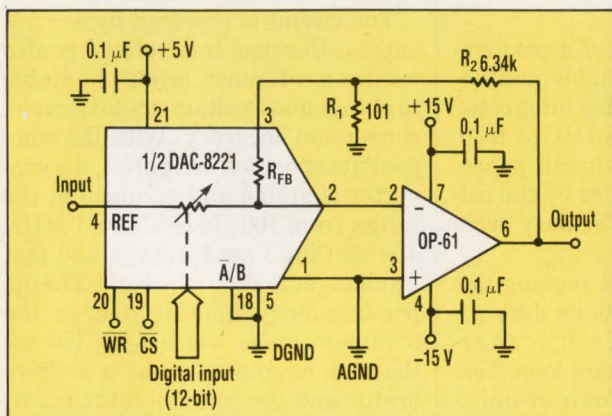 0.1 µF
+5 V
R2 6.34k
21
3
R1
101
+15 V
0.1 µF
1/2 DAC-8221
RFB
7
Input
4
REF
2
2
−
OP-61
6
Output
A/B
1
3
+
4
20
19
18
5
0.1 µF
WR
CS
DGND
AGND
−15 V
Digital input
(12-bit)